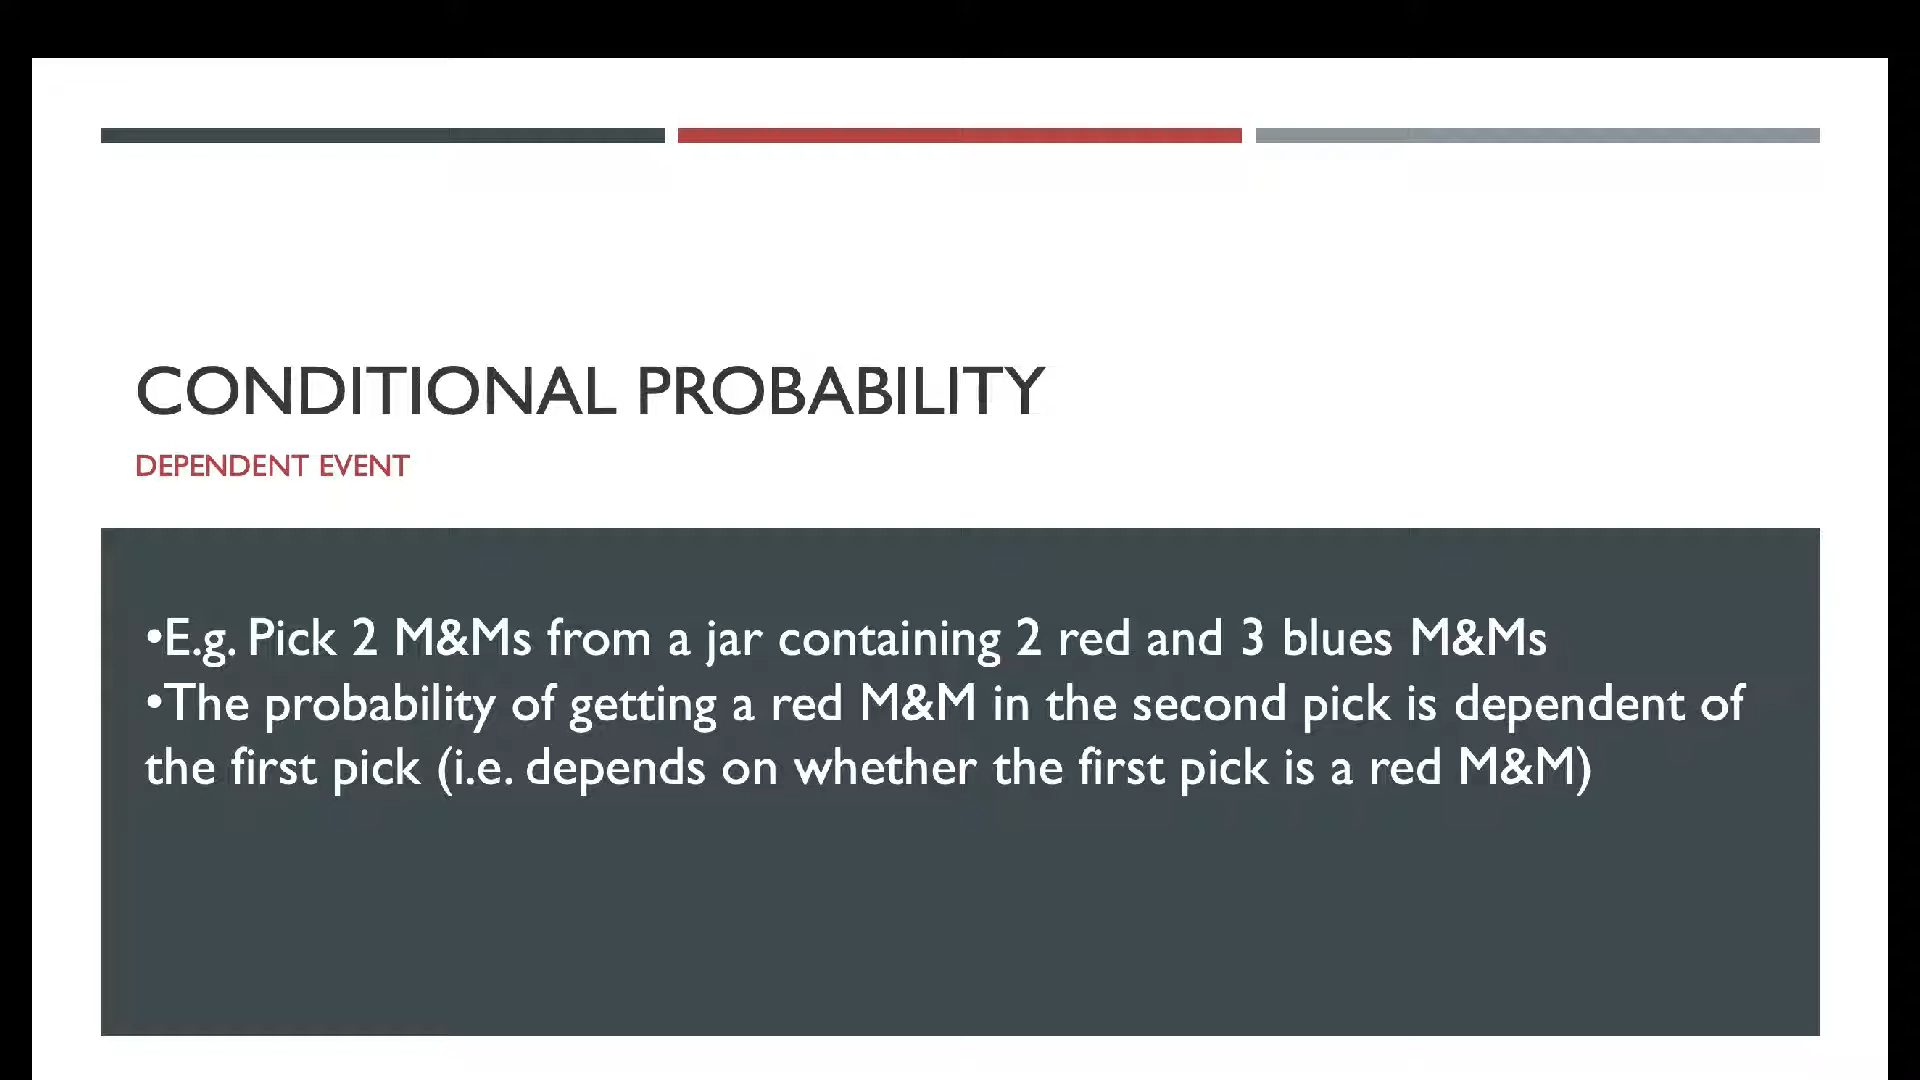 CONDITIONAL PROBABILITY
DEPENDENT EVENT
•E.g. Pick 2 M&Ms from a jar containing 2 red and 3 blues M&Ms
•The probability of getting a red M&M in the second pick is dependent of
the first pick (i.e. depends on whether the first pick is a red M&M)